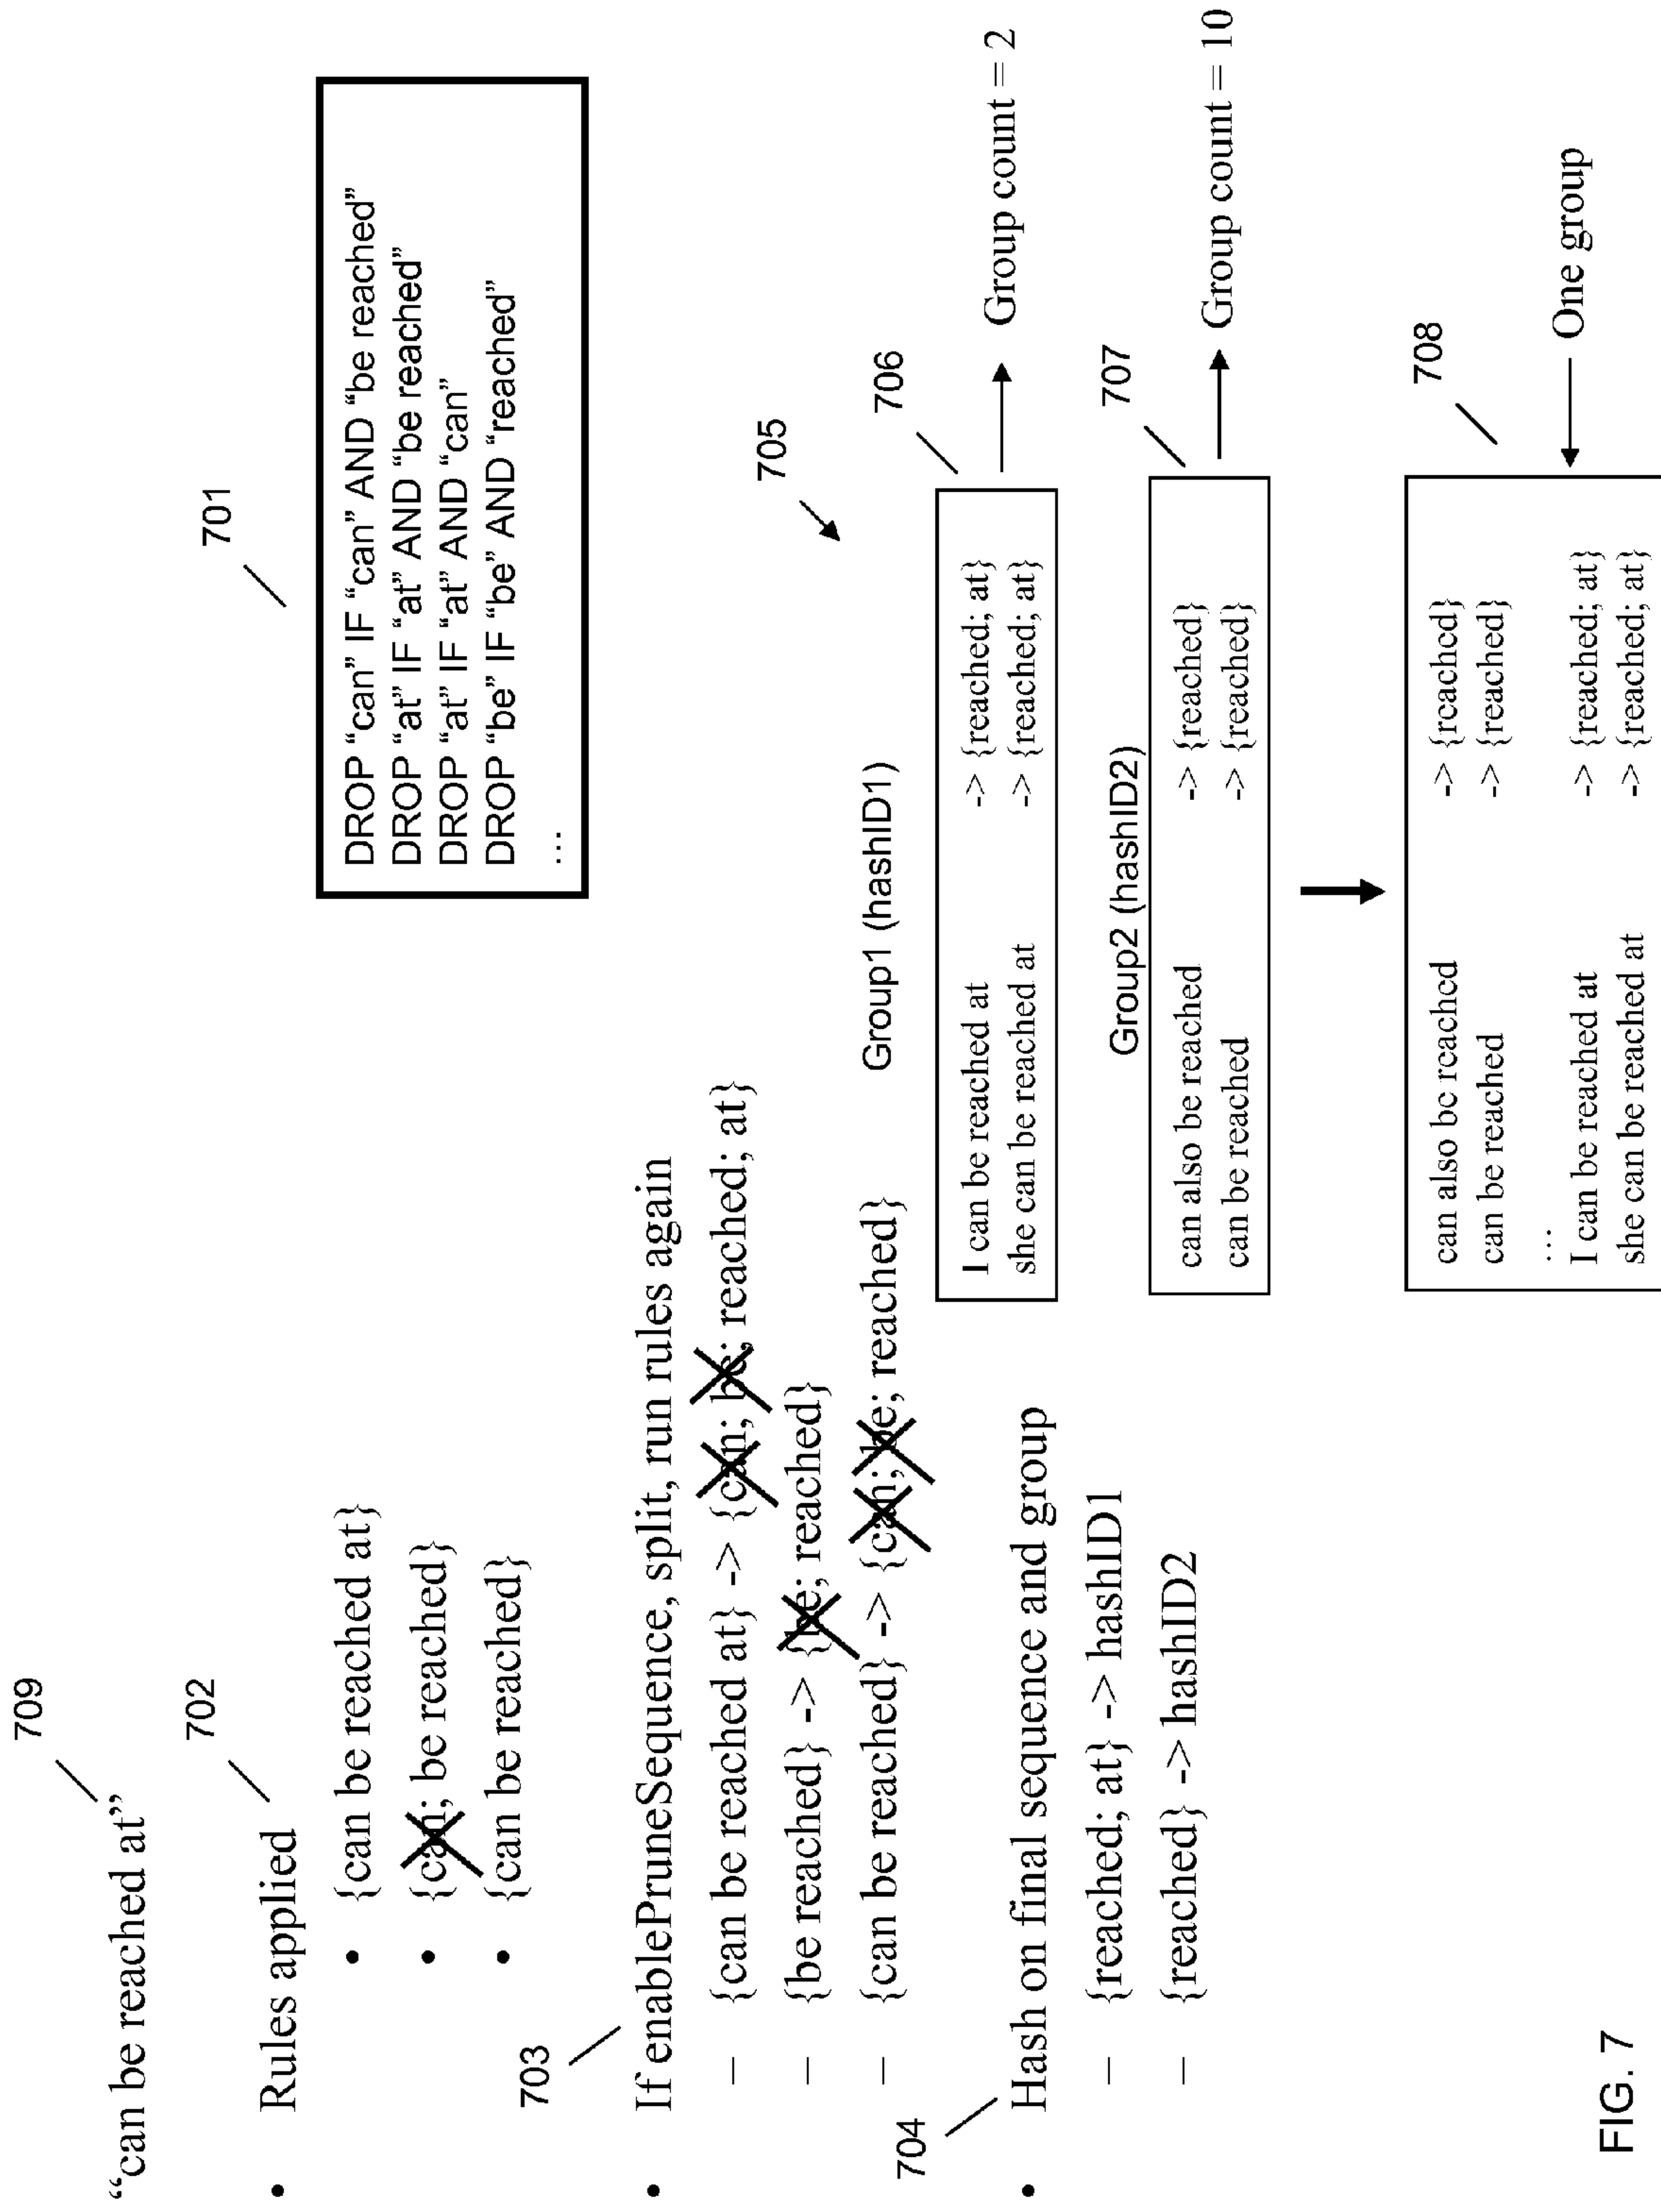 709
“can be reached at”
702
• Rules applied
• {can be reached at}
• {can; be reached}
• {can be reached}
703
• If enablePruneSequence, split, run rules again
– {can be reached at} -> {can; be; reached; at}
– {be reached} -> {be; reached}
– {can be reached} -> {can; be; reached}
704
• Hash on final sequence and group
– {reached; at} -> hashID1
– {reached} -> hashID2
701
DROP “can” IF “can” AND “be reached”
DROP “at” IF “at” AND “be reached”
DROP “at” IF “at” AND “can”
DROP “be” IF “be” AND “reached”
…
705
Group1 (hashID1)
706
I can be reached at -> {reached; at}
she can be reached at -> {reached; at}
Group count = 2
Group2 (hashID2)
707
can also be reached -> {reached}
can be reached -> {reached}
Group count = 10
708
can also be reached -> {reached}
can be reached -> {reached}
…
I can be reached at -> {reached; at}
she can be reached at -> {reached; at}
One group
FIG. 7